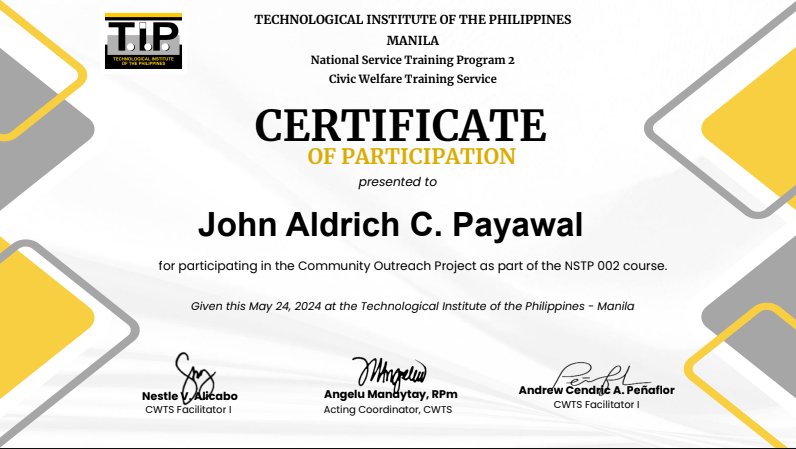 T.I.P
TECHNOLOGICAL INSTITUTE
OF THE PHILIPPINES
TECHNOLOGICAL INSTITUTE OF THE PHILIPPINES
MANILA
National Service Training Program 2
Civic Welfare Training Service
CERTIFICATE
OF PARTICIPATION
presented to
John Aldrich C. Payawal
for participating in the Community Outreach Project as part of the NSTP 002 course.
Given this May 24, 2024 at the Technological Institute of the Philippines - Manila
Nestle V. Alicabo
CWTS Facilitator I
Angelu Mandytay, RPm
Acting Coordinator, CWTS
Andrew Cendric A. Peñaflor
CWTS Facilitator I